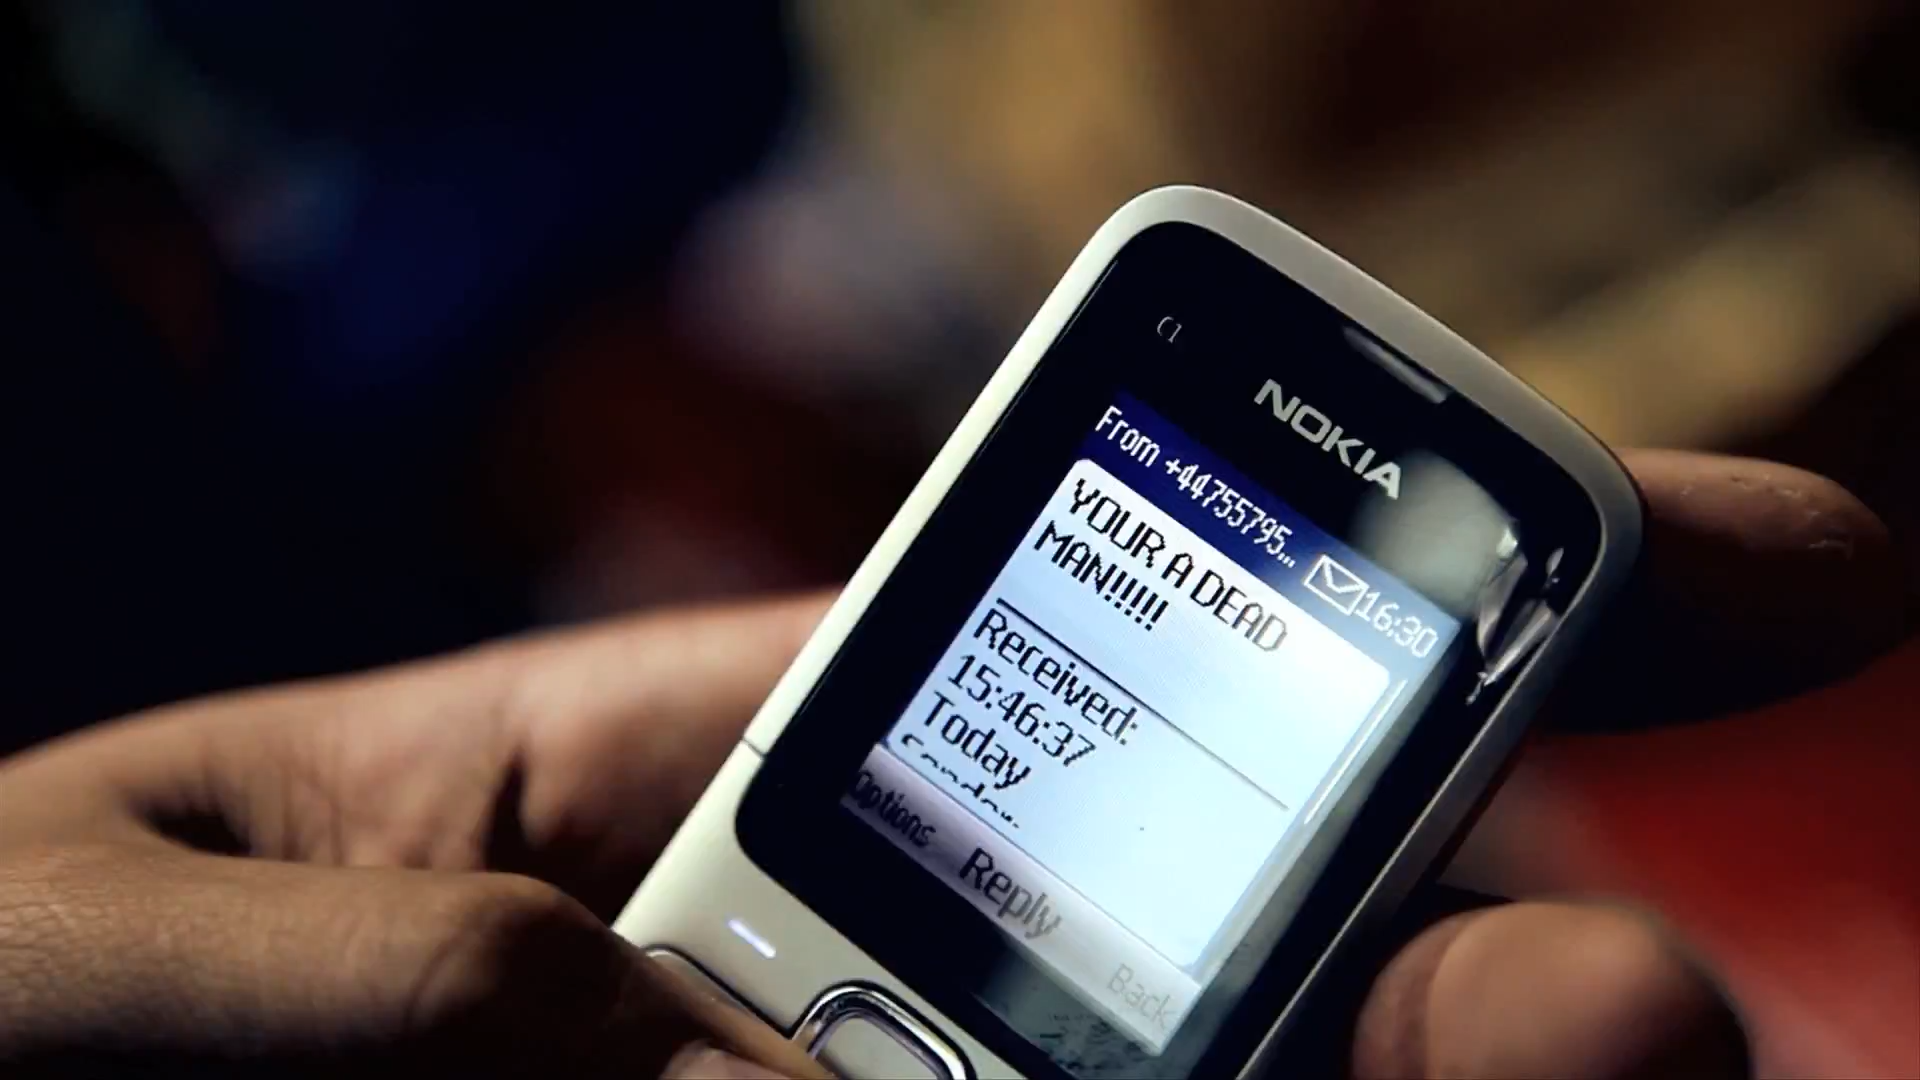 C1
NOKIA
From +44755795...
16:30
YOUR A DEAD
MAN!!!!!
Received:
15:46:37
Today
Options
Reply
Back